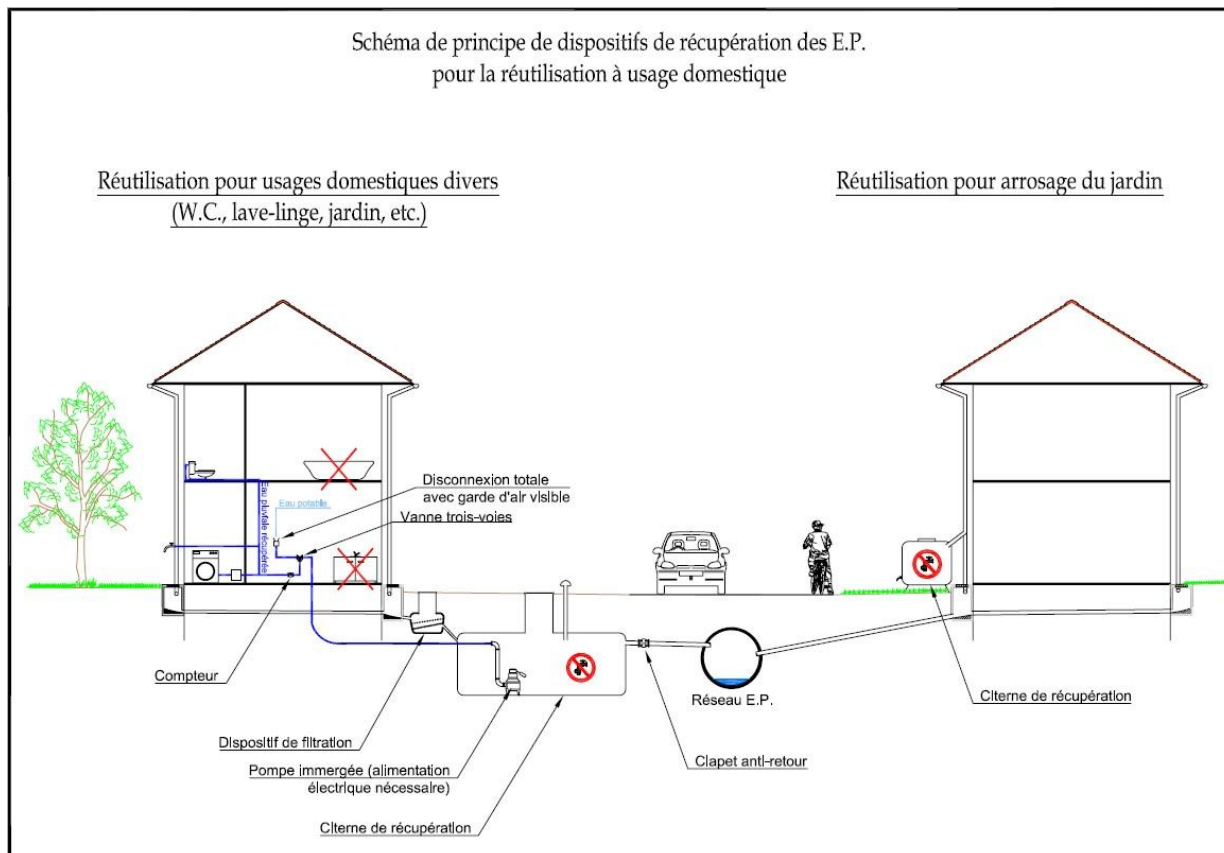 Schéma de principe de dispositifs de récupération des E.P.
pour la réutilisation à usage domestique
Réutilisation pour usages domestiques divers
(W.C., lave-linge, jardin, etc.)
Réutilisation pour arrosage du jardin
Disconnexion totale
avec garde d'air visible
Vanne trois-voies
Eau potable
Eau pluviale récupérée
Compteur
Dispositif de filtration
Pompe immergée (alimentation
électrique nécessaire)
Citerne de récupération
Réseau E.P.
Clapet anti-retour
Citerne de récupération